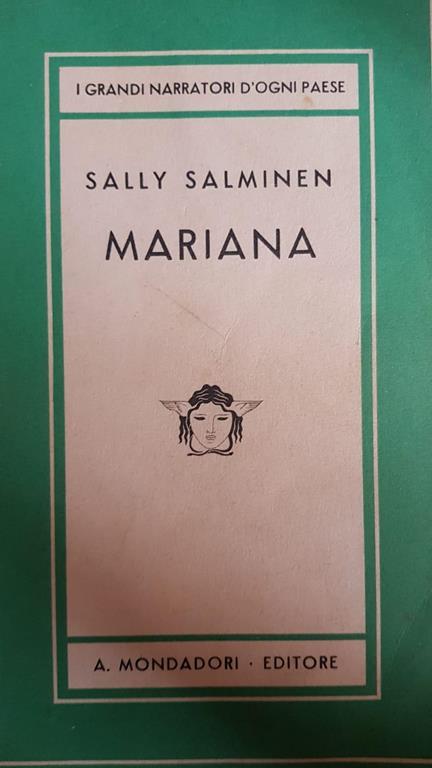 I GRANDI NARRATORI D'OGNI PAESE
SALLY SALMINEN
MARIANA
A. MONDADORI · EDITORE